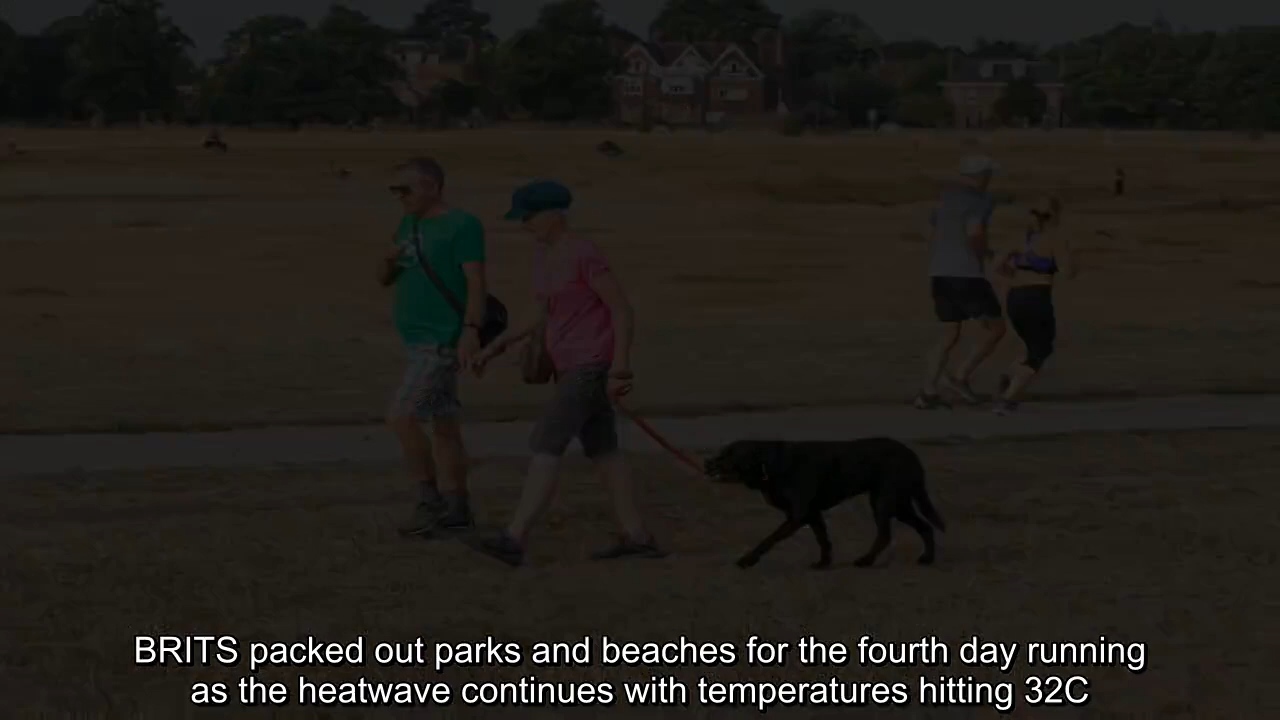 BRITS packed out parks and beaches for the fourth day running
as the heatwave continues with temperatures hitting 32C